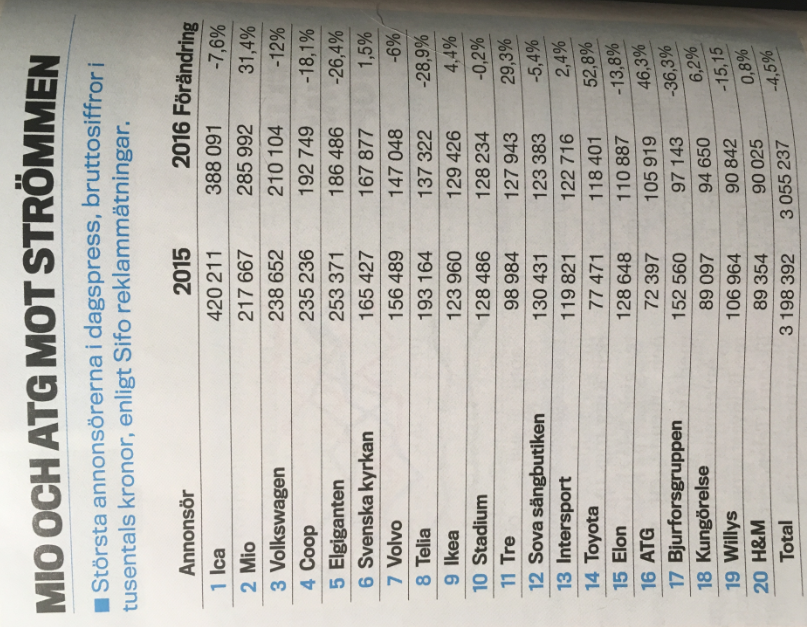 MIO OCH ATG MOT STRÖMMEN
■ Största annonsörerna i dagspress, bruttosiffror i
tusentals kronor, enligt Sifo reklammätningar.
Annonsör 2015 2016 Förändring
1 Ica 420 211 388 091 -7,6%
2 Mio 217 667 285 992 31,4%
3 Volkswagen 238 652 210 104 -12%
4 Coop 235 236 192 749 -18,1%
5 Elgiganten 253 371 186 486 -26,4%
6 Svenska kyrkan 165 427 167 877 1,5%
7 Volvo 156 489 147 048 -6%
8 Telia 193 164 137 322 -28,9%
9 Ikea 123 960 129 426 4,4%
10 Stadium 128 486 128 234 -0,2%
11 Tre 98 984 127 943 29,3%
12 Sova sängbutiken 130 431 123 383 -5,4%
13 Intersport 119 821 122 716 2,4%
14 Toyota 77 471 118 401 52,8%
15 Elon 128 648 110 887 -13,8%
16 ATG 72 397 105 919 46,3%
17 Bjurforsgruppen 152 560 97 143 -36,3%
18 Kungörelse 89 097 94 650 6,2%
19 Willys 106 964 90 842 -15,15
20 H&M 89 354 90 025 0,8%
Total 3 198 392 3 055 237 -4,5%